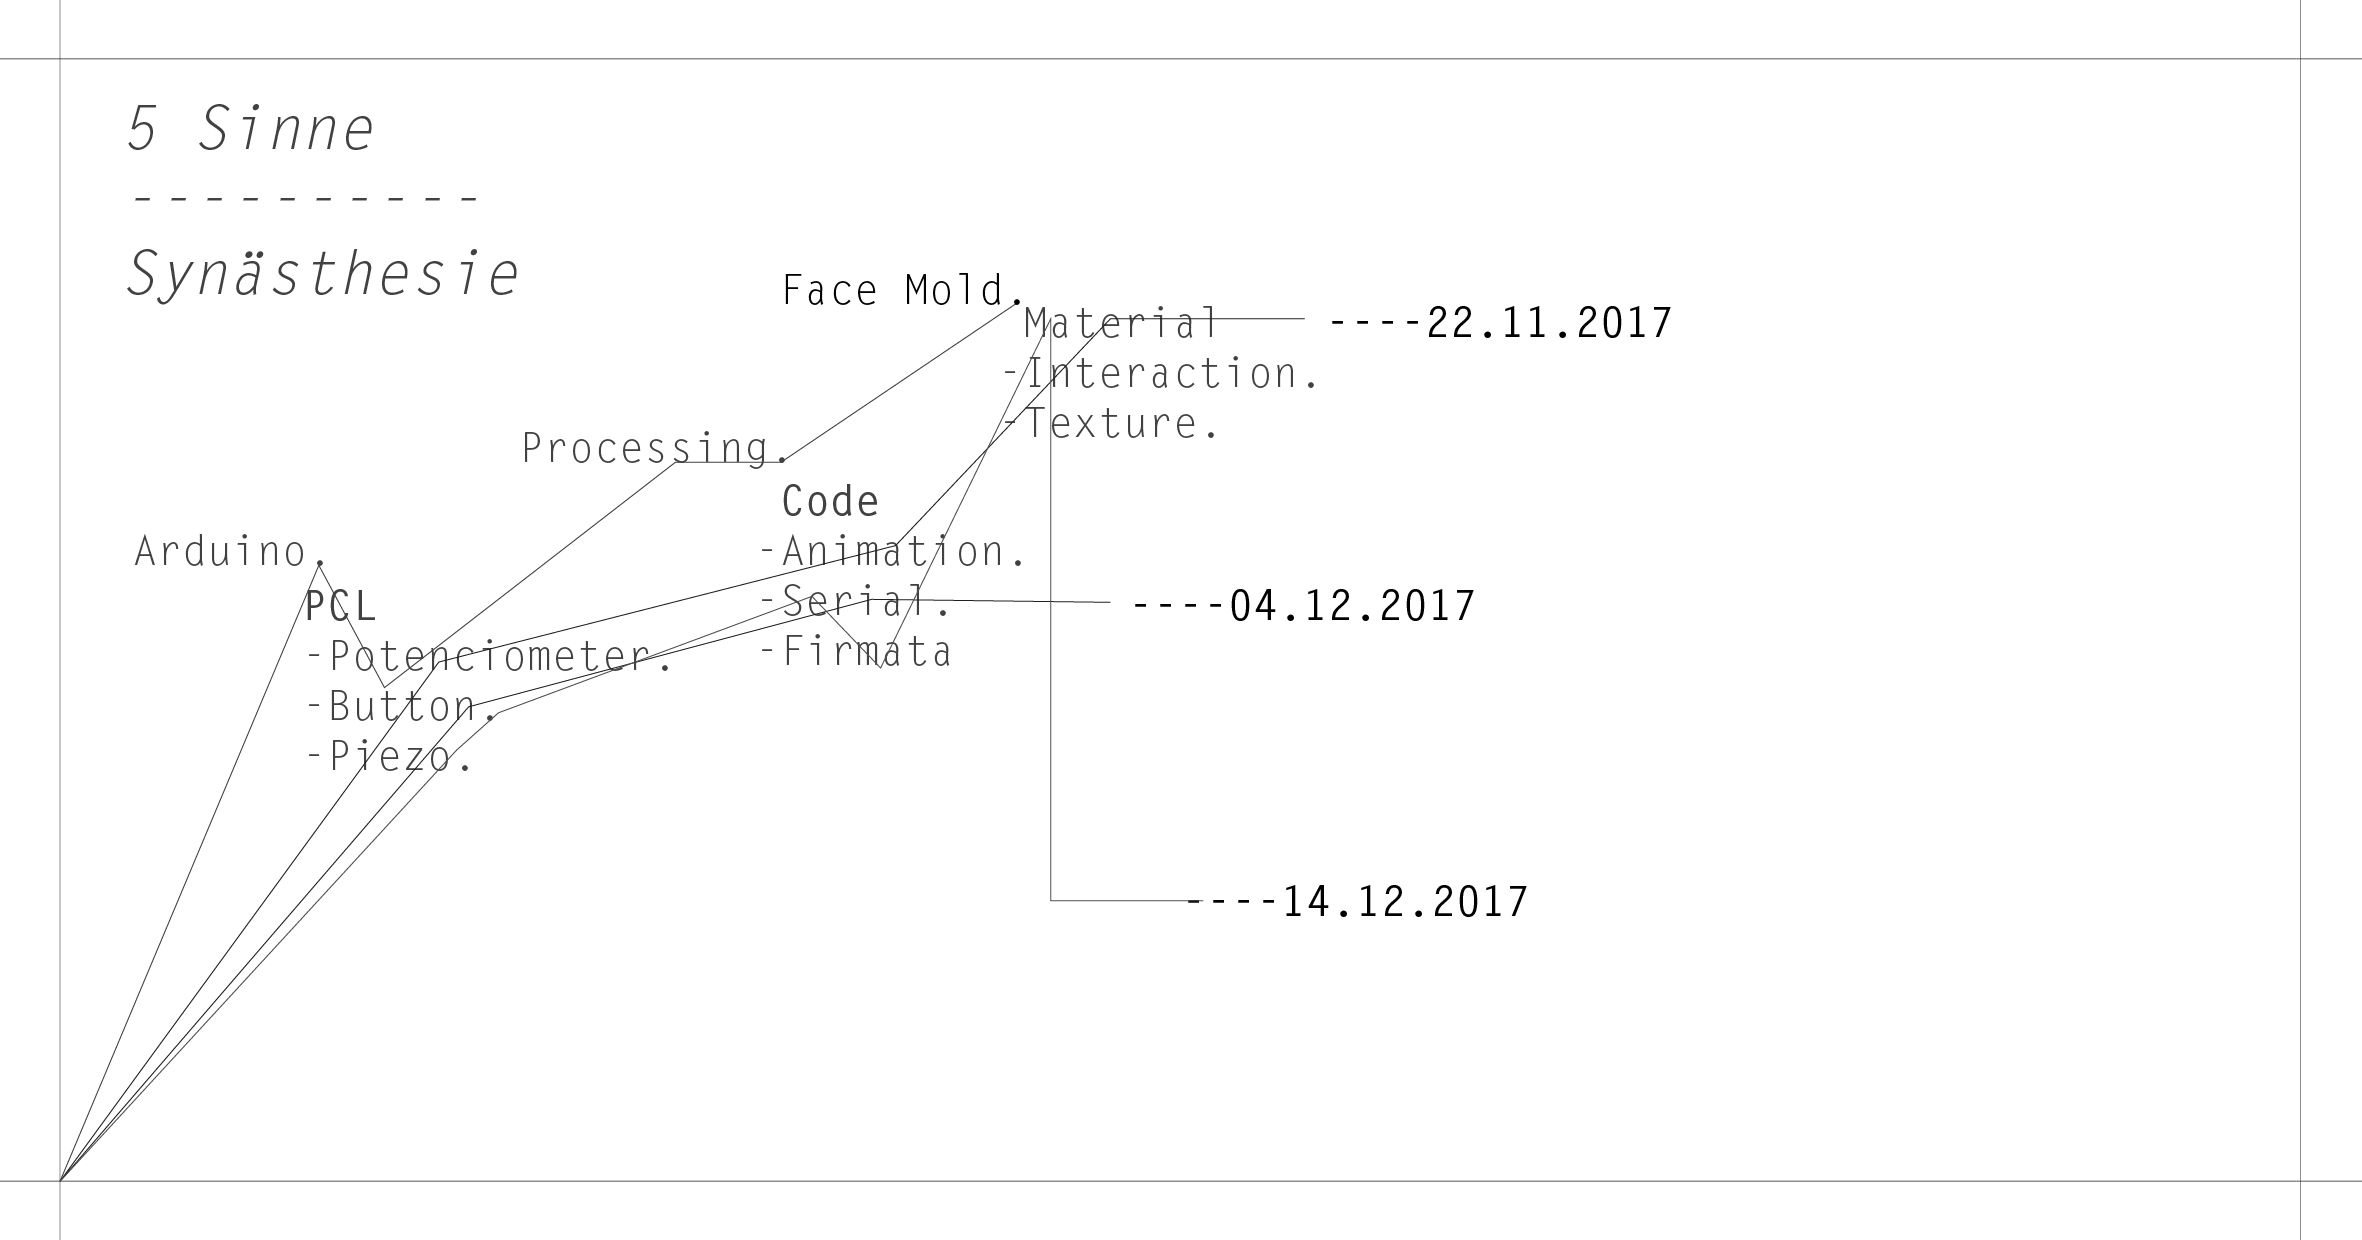 5 Sinne
----------
Synästhesie
Face Mold.
Material
-Interaction.
-Texture.
----22.11.2017
Processing.
Code
-Animation.
-Serial.
-Firmata
----04.12.2017
Arduino.
PCL
-Potenciometer.
-Button.
-Piezo.
----14.12.2017